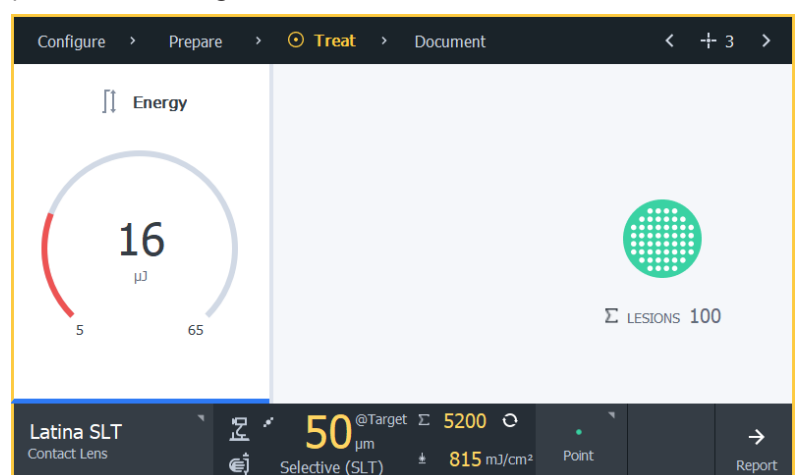 Configure > Prepare > Treat > Document < 3 >
Energy
16
µJ
5 65
Σ LESIONS 100
Latina SLT
Contact Lens
50 @Target
µm
Selective (SLT)
Σ 5200
815 mJ/cm²
Point
→
Report